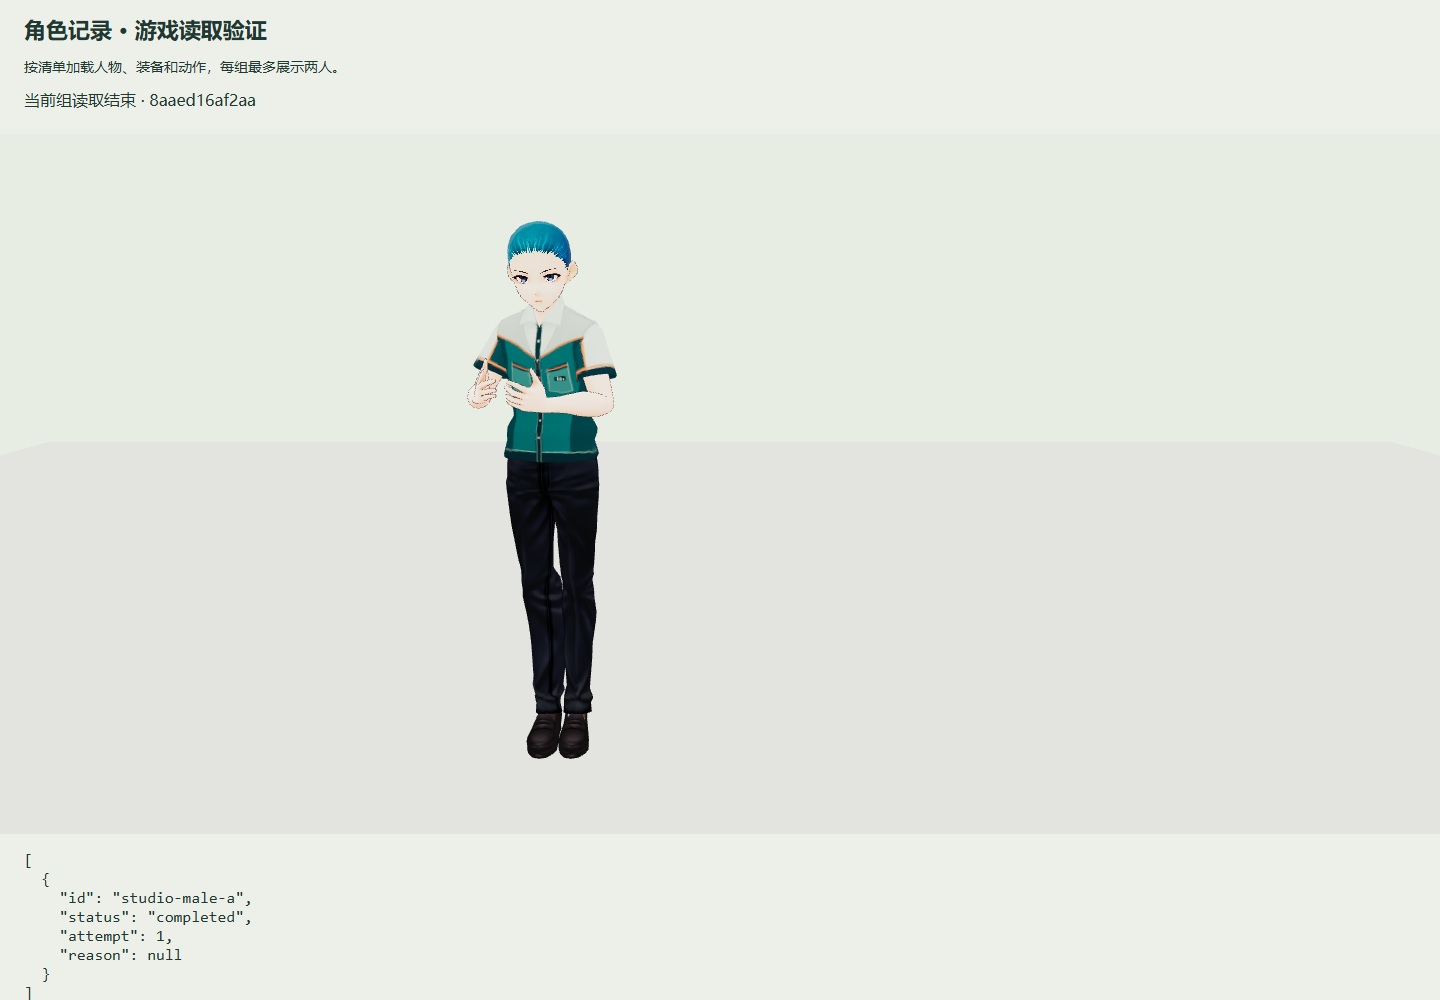 角色记录 • 游戏读取验证
按清单加载人物、装备和动作，每组最多展示两人。
当前组读取结束 · 8aaed16af2aa
[
  {
    "id": "studio-male-a",
    "status": "completed",
    "attempt": 1,
    "reason": null
  }
]